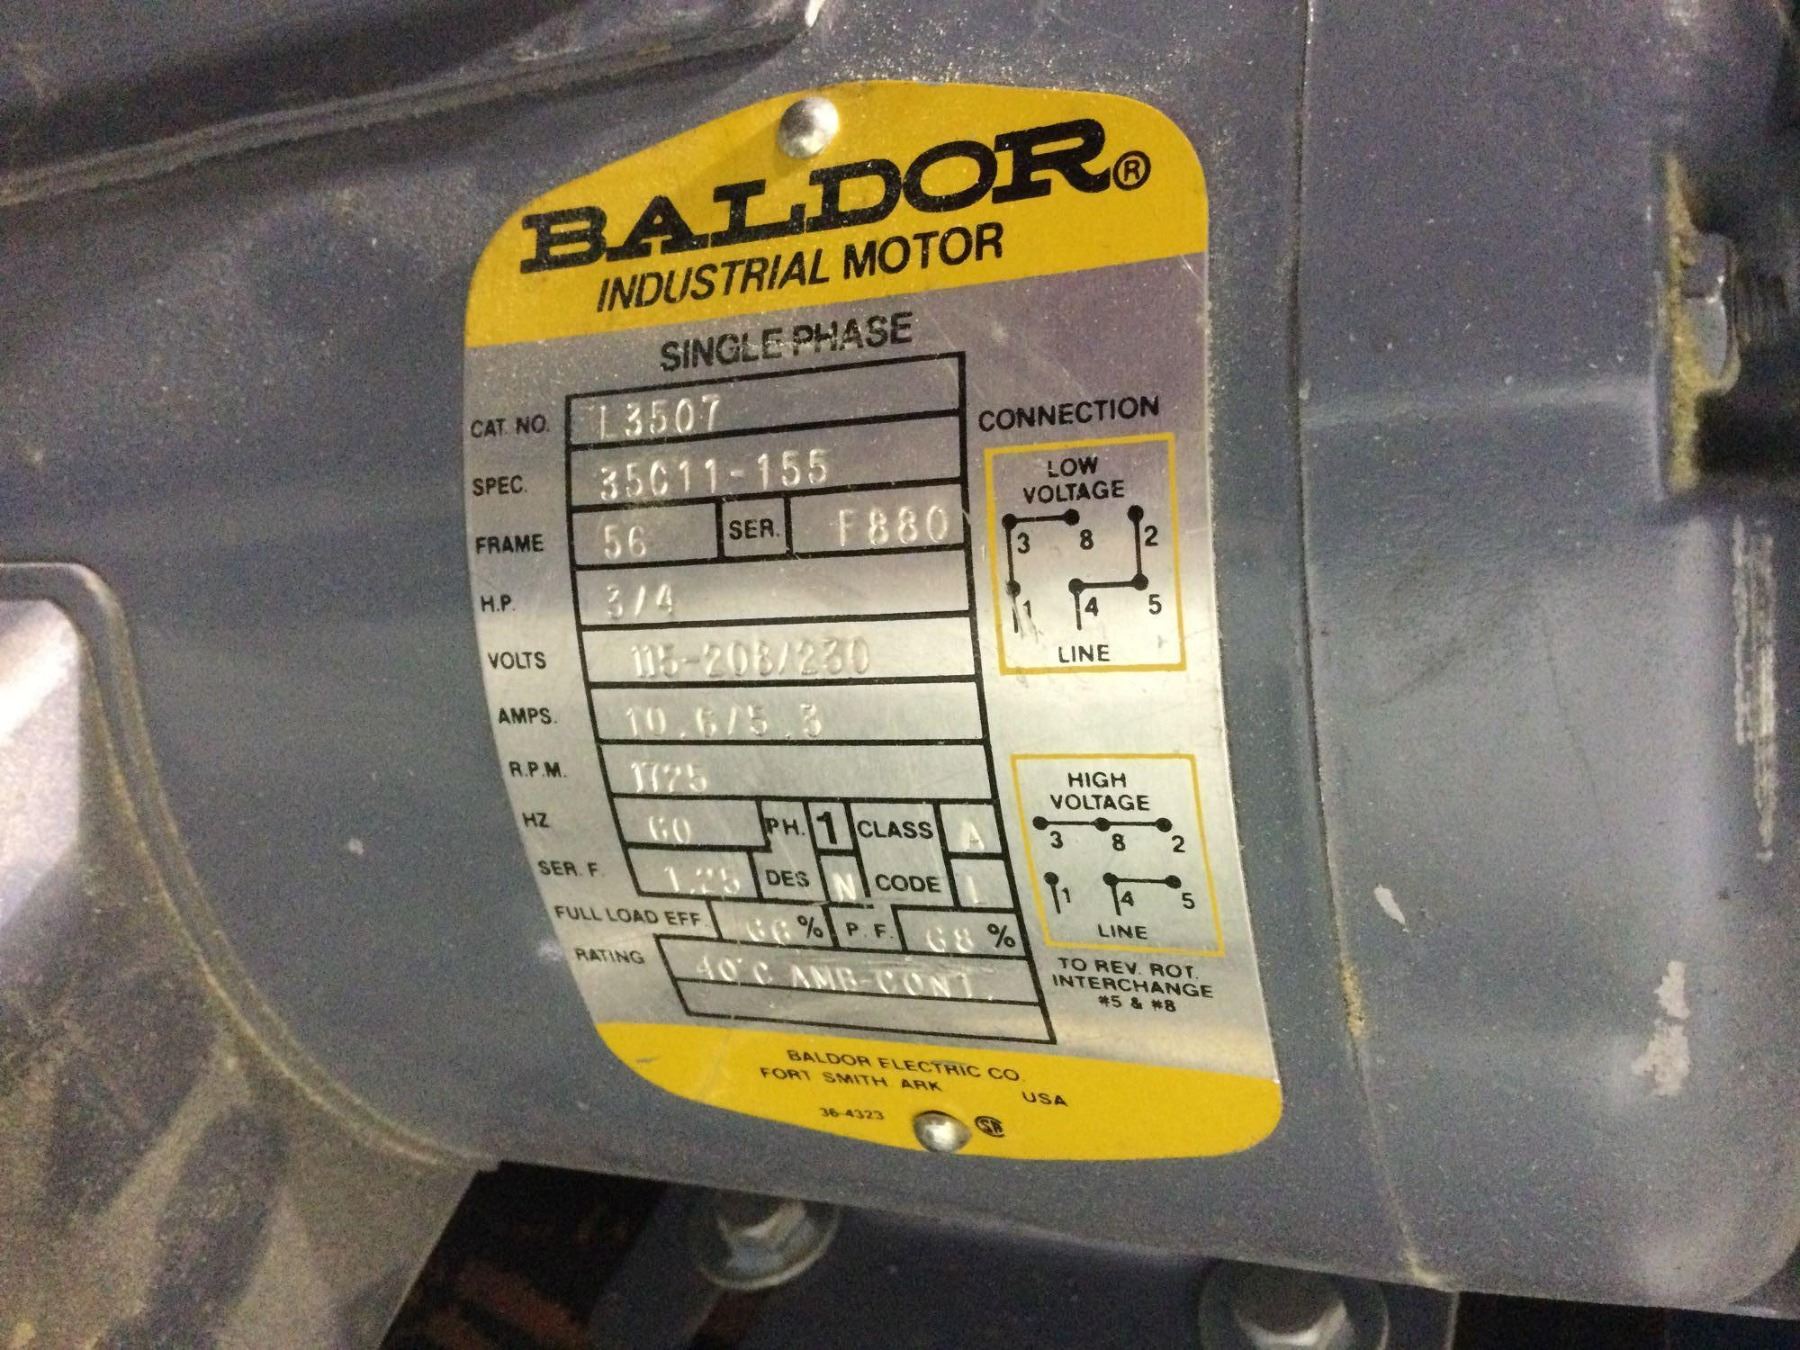 BALDOR®
INDUSTRIAL MOTOR
SINGLE PHASE
CAT. NO. L3507
SPEC. 35C11-155
FRAME 56 SER. F880
H.P. 3/4
VOLTS 115-208/230
AMPS. 10.6/5.3
R.P.M. 1725
HZ 60 PH. 1 CLASS A
SER. F. 1.25 DES N CODE L
FULL LOAD EFF. 66 % P.F. 68 %
RATING 40°C AMB-CONT.
CONNECTION
LOW
VOLTAGE
3 8 2
1 4 5
LINE
HIGH
VOLTAGE
3 8 2
1 4 5
LINE
TO REV. ROT.
INTERCHANGE
#5 & #8
BALDOR ELECTRIC CO.
FORT SMITH ARK USA
36-4323 SA